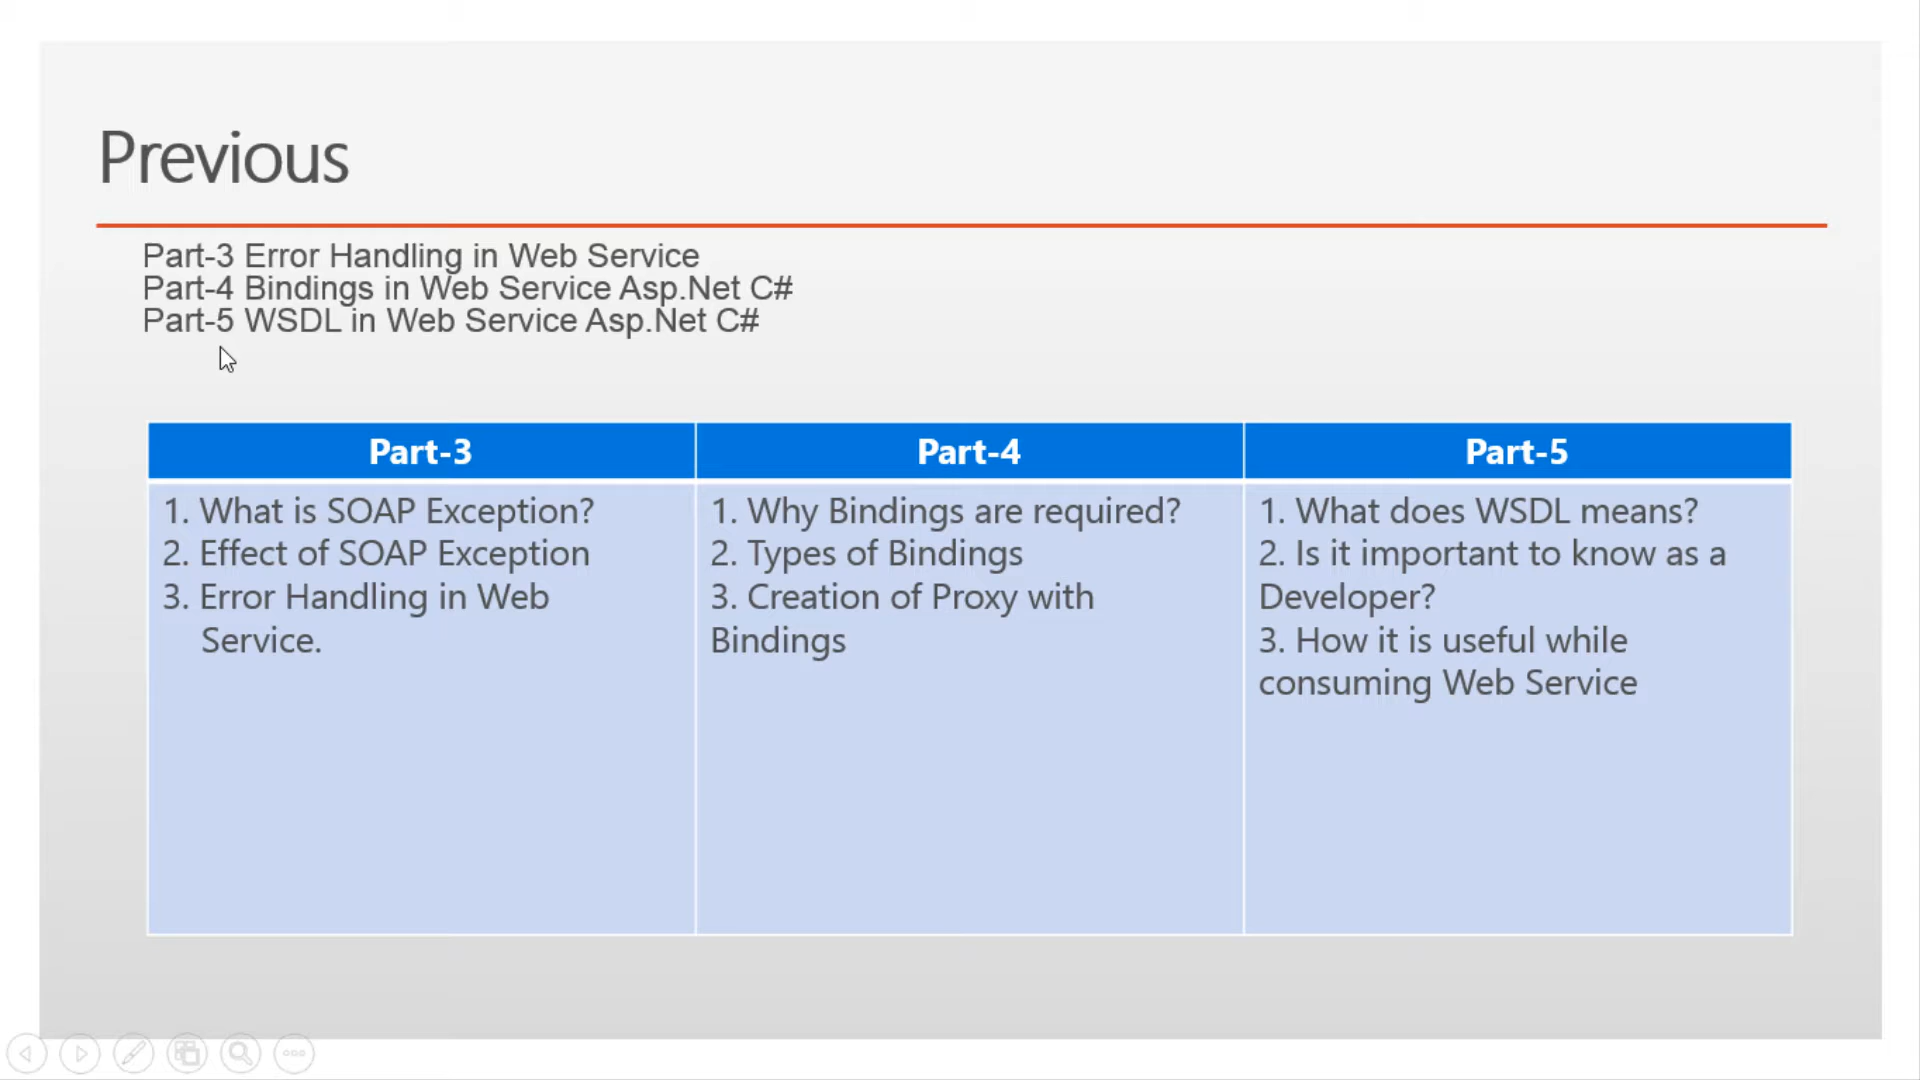 Previous
Part-3 Error Handling in Web Service
Part-4 Bindings in Web Service Asp.Net C#
Part-5 WSDL in Web Service Asp.Net C#
Part-3
Part-4
Part-5
1. What is SOAP Exception?
2. Effect of SOAP Exception
3. Error Handling in Web
Service.
1. Why Bindings are required?
2. Types of Bindings
3. Creation of Proxy with
Bindings
1. What does WSDL means?
2. Is it important to know as a
Developer?
3. How it is useful while
consuming Web Service